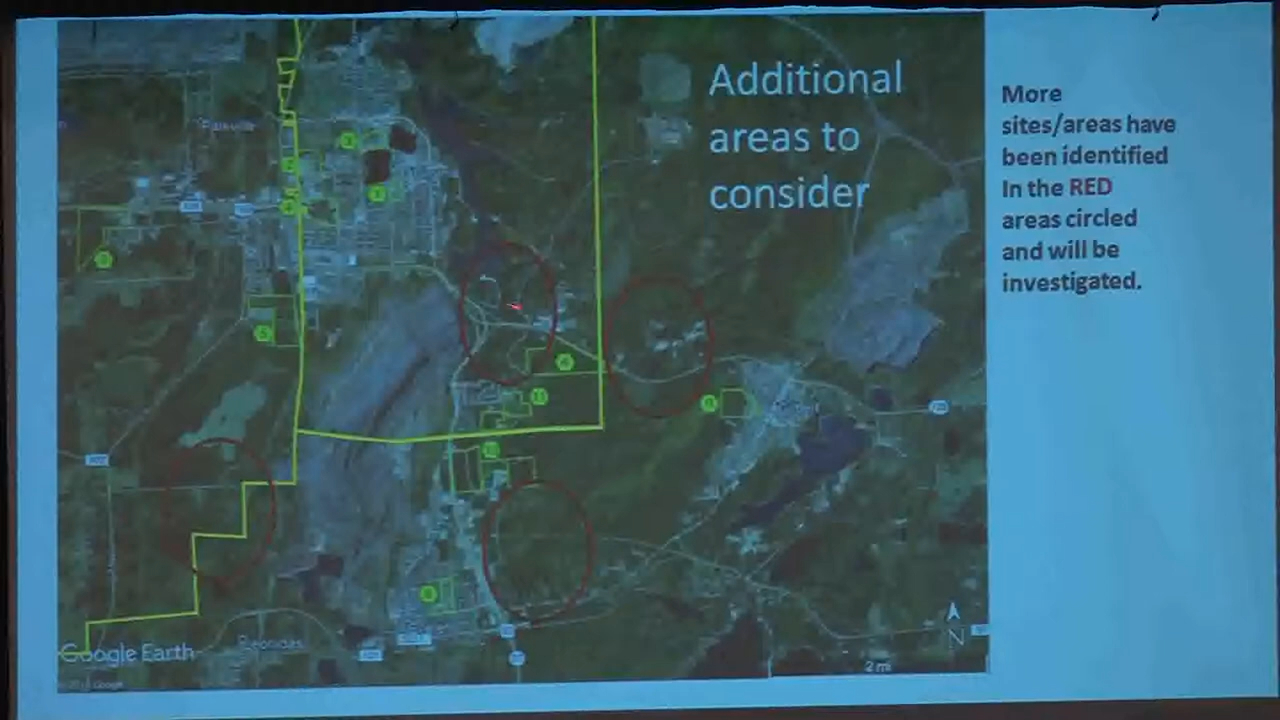 Additional
areas to
consider
More
sites/areas have
been identified
In the RED
areas circled
and will be
investigated.
Google Earth
N
2 mi